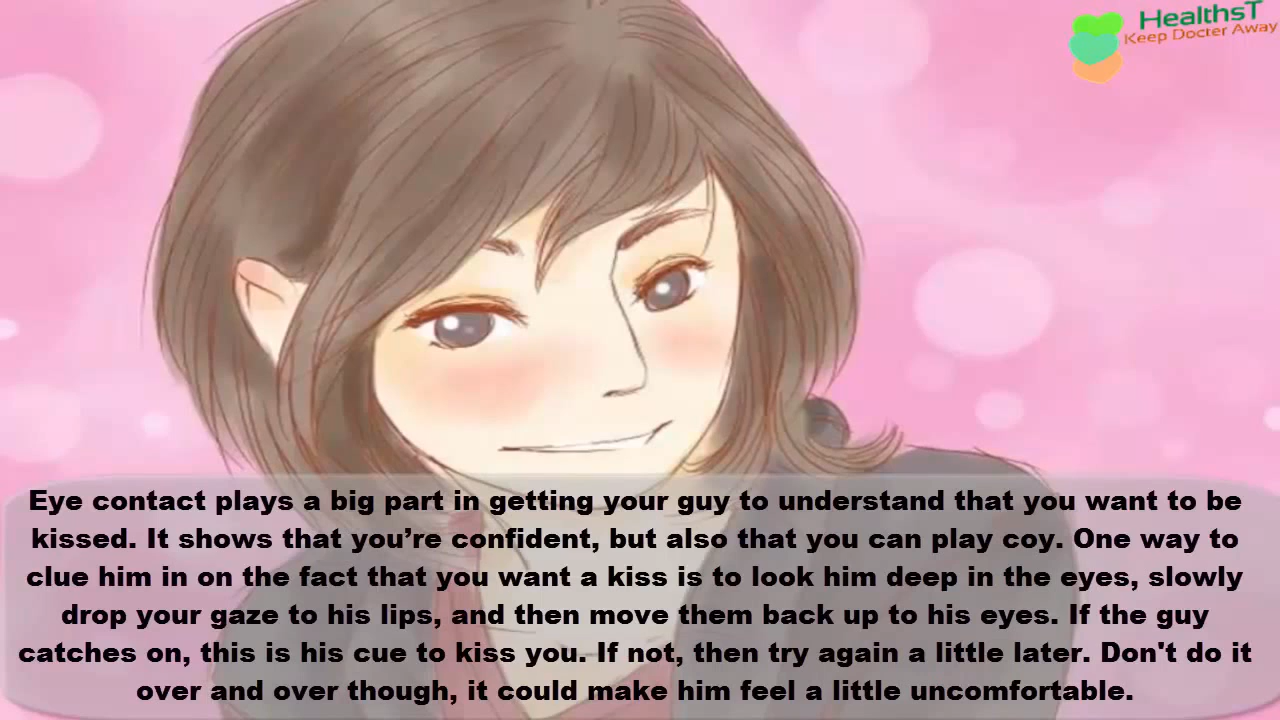 HealthsT
Keep Docter Away
Eye contact plays a big part in getting your guy to understand that you want to be
kissed. It shows that you’re confident, but also that you can play coy. One way to
clue him in on the fact that you want a kiss is to look him deep in the eyes, slowly
drop your gaze to his lips, and then move them back up to his eyes. If the guy
catches on, this is his cue to kiss you. If not, then try again a little later. Don't do it
over and over though, it could make him feel a little uncomfortable.